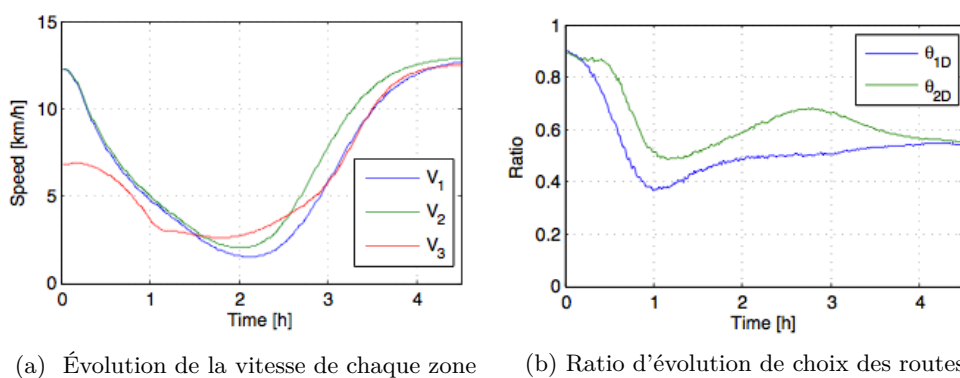 15
10
5
0
Speed [km/h]
V1
V2
V3
0 1 2 3 4
Time [h]
(a) Évolution de la vitesse de chaque zone
1
0.8
0.6
0.4
0.2
0
Ratio
θ1D
θ2D
0 1 2 3 4
Time [h]
(b) Ratio d'évolution de choix des routes